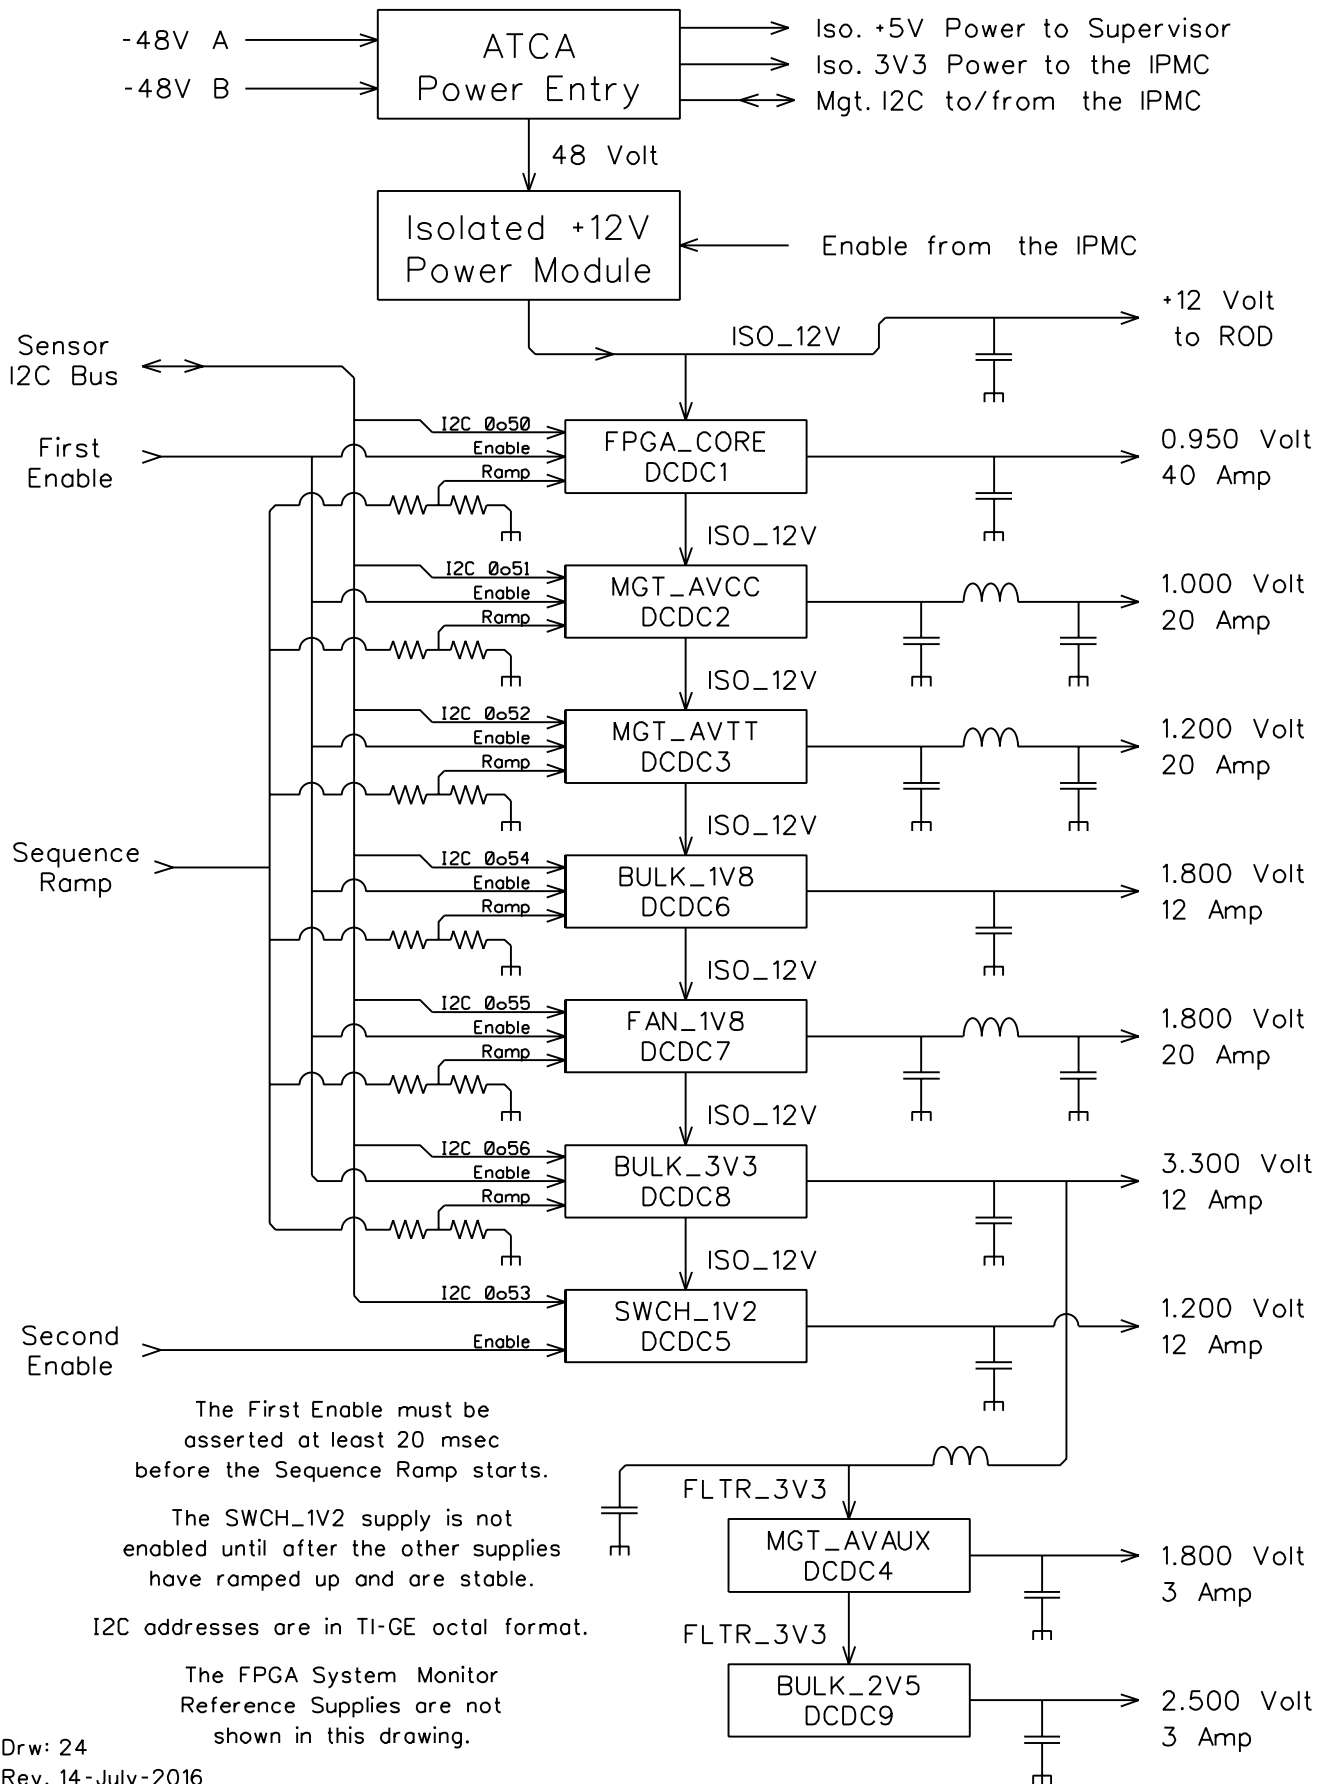 -48V A
-48V B
ATCA
Power Entry
Iso. +5V Power to Supervisor
Iso. 3V3 Power to the IPMC
Mgt. I2C to/from the IPMC
48 Volt
Isolated +12V
Power Module
Enable from the IPMC
ISO_12V
+12 Volt
to ROD
Sensor
I2C Bus
First
Enable
I2C 0o50
Enable
Ramp
FPGA_CORE
DCDC1
0.950 Volt
40 Amp
ISO_12V
I2C 0o51
Enable
Ramp
MGT_AVCC
DCDC2
1.000 Volt
20 Amp
ISO_12V
I2C 0o52
Enable
Ramp
MGT_AVTT
DCDC3
1.200 Volt
20 Amp
ISO_12V
Sequence
Ramp
I2C 0o54
Enable
Ramp
BULK_1V8
DCDC6
1.800 Volt
12 Amp
ISO_12V
I2C 0o55
Enable
Ramp
FAN_1V8
DCDC7
1.800 Volt
20 Amp
ISO_12V
I2C 0o56
Enable
Ramp
BULK_3V3
DCDC8
3.300 Volt
12 Amp
ISO_12V
Second
Enable
I2C 0o53
Enable
SWCH_1V2
DCDC5
1.200 Volt
12 Amp
The First Enable must be
asserted at least 20 msec
before the Sequence Ramp starts.
The SWCH_1V2 supply is not
enabled until after the other supplies
have ramped up and are stable.
I2C addresses are in TI-GE octal format.
The FPGA System Monitor
Reference Supplies are not
shown in this drawing.
FLTR_3V3
MGT_AVAUX
DCDC4
1.800 Volt
3 Amp
FLTR_3V3
BULK_2V5
DCDC9
2.500 Volt
3 Amp
Drw: 24
Rev. 14-July-2016